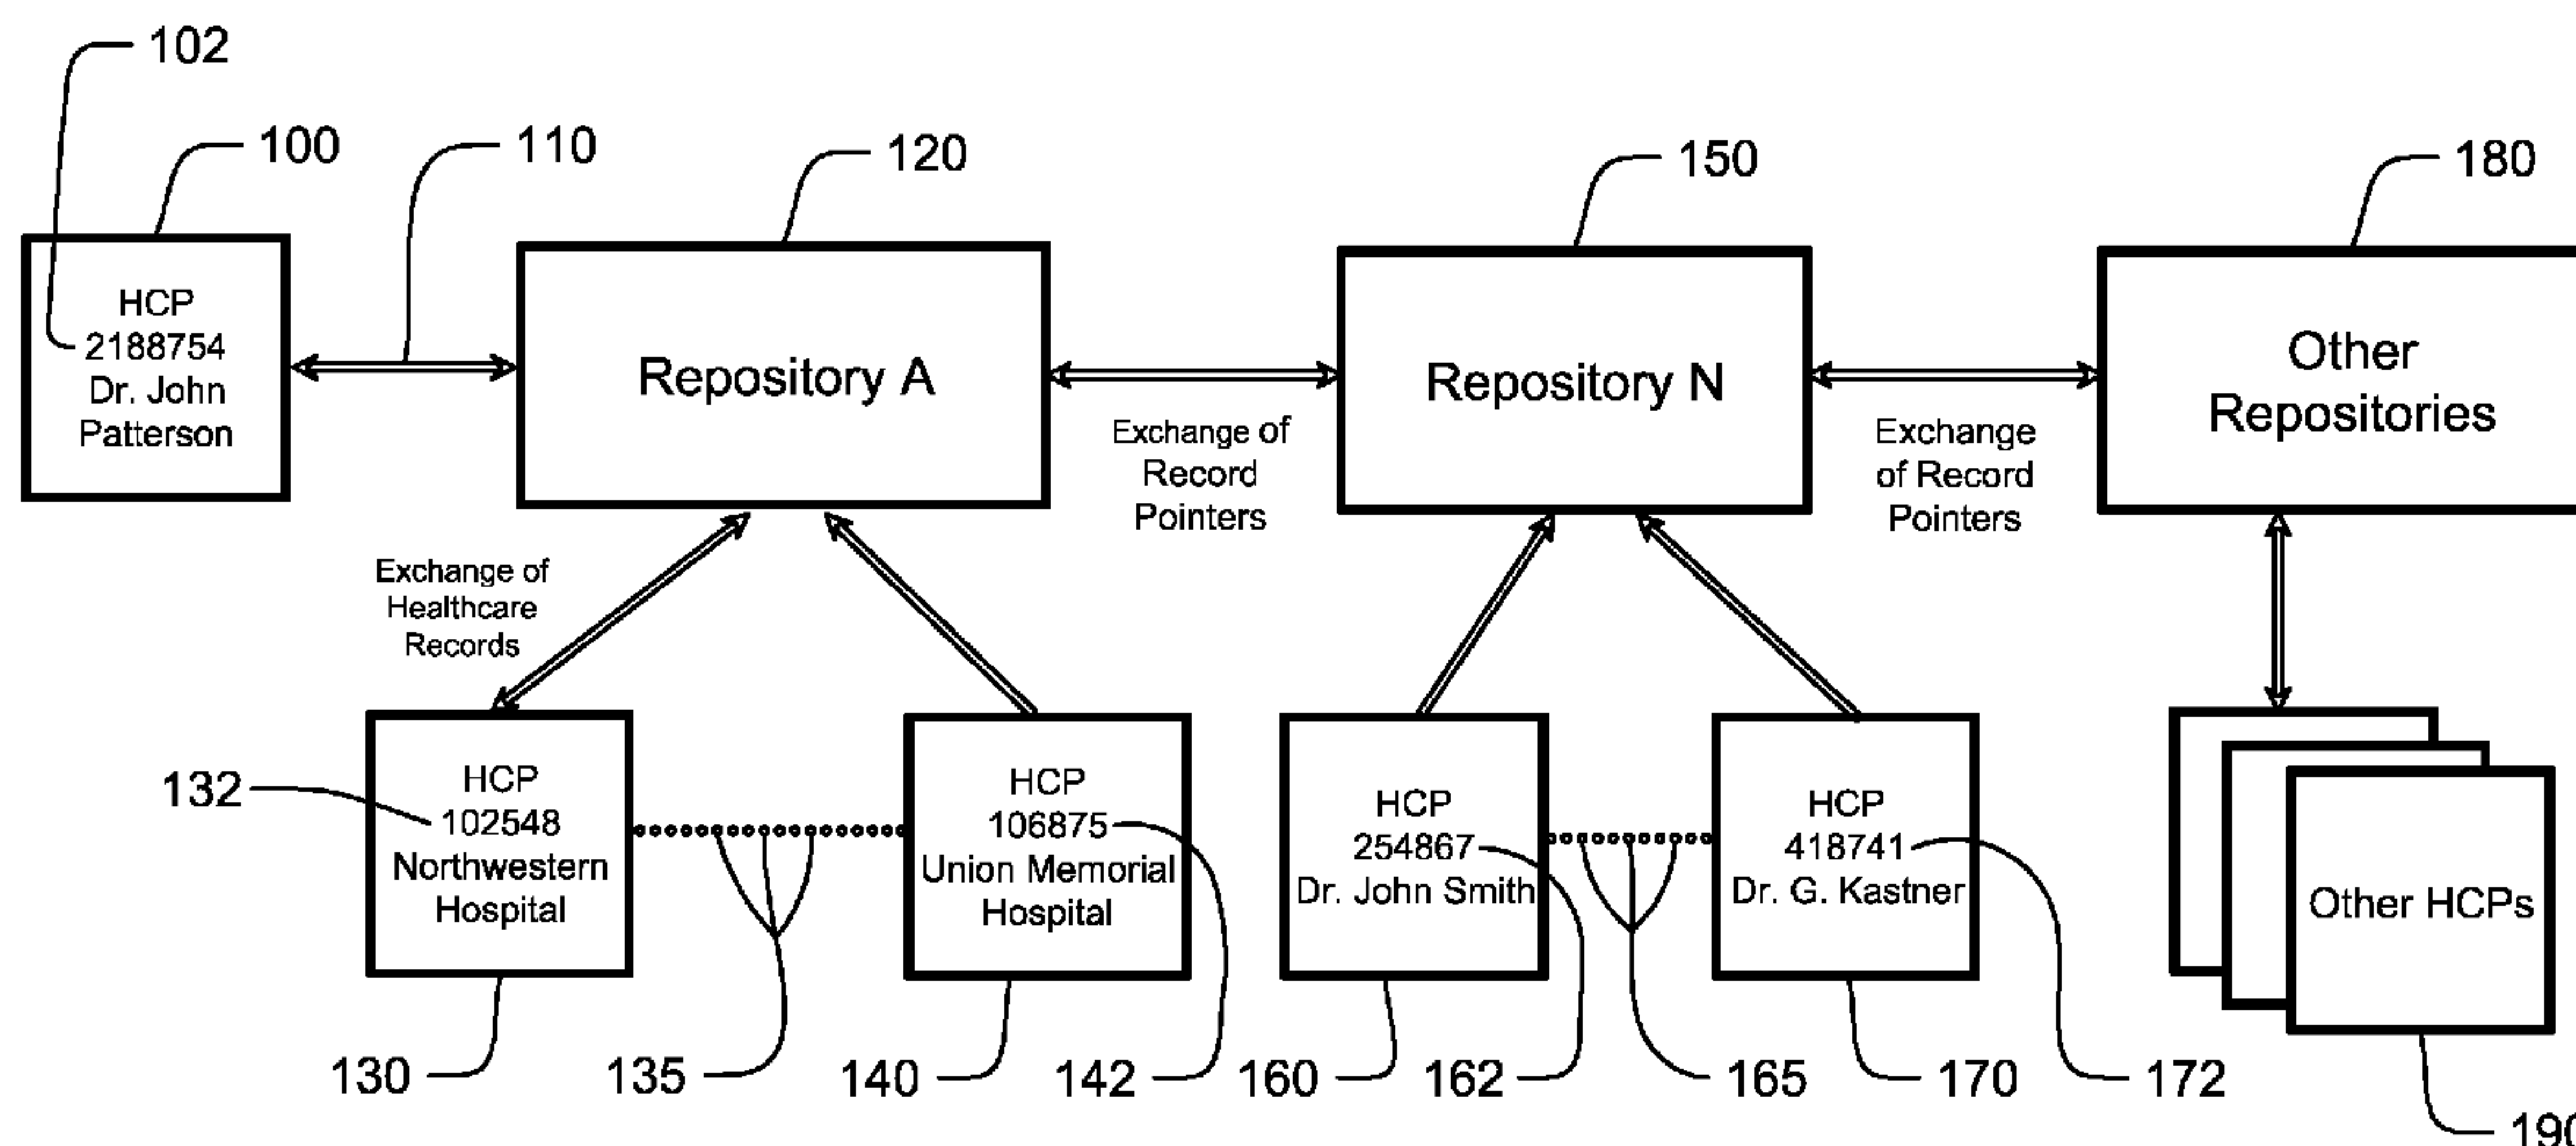 102
100
110
120
150
180
HCP
2188754
Dr. John
Patterson
Repository A
Repository N
Other
Repositories
Exchange of
Record
Pointers
Exchange
of Record
Pointers
Exchange of
Healthcare
Records
132
HCP
102548
Northwestern
Hospital
HCP
106875
Union Memorial
Hospital
HCP
254867
Dr. John Smith
HCP
418741
Dr. G. Kastner
Other HCPs
130
135
140
142
160
162
165
170
172